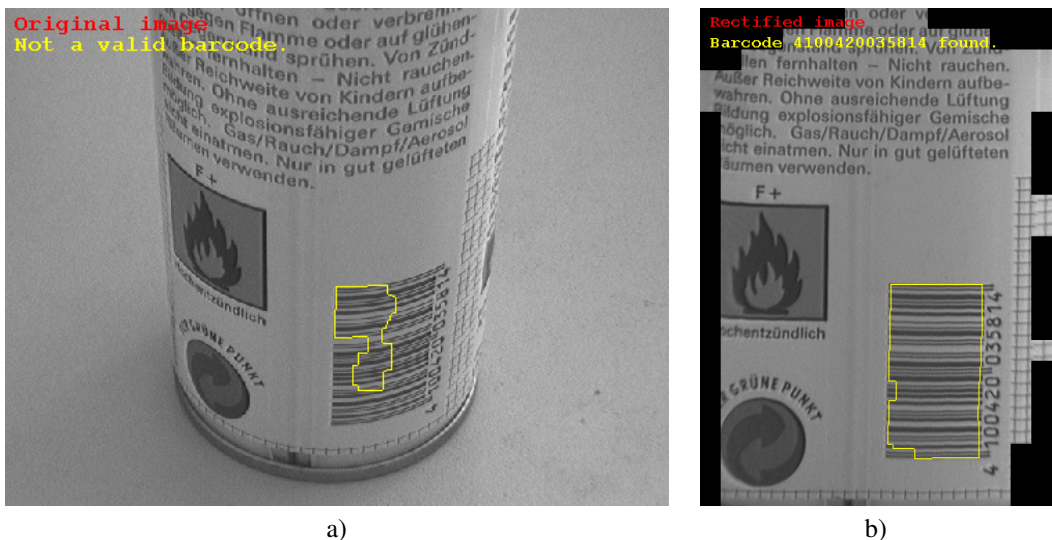 Original image
Not a valid barcode.
Flamme oder auf glühen-
sprühen. Von Zünd-
fernhalten – Nicht rauchen.
Reichweite von Kindern aufbe-
Ohne ausreichende Lüftung
Bildung explosionsfähiger Gemische
möglich. Gas/Rauch/Dampf/Aerosol
einatmen. Nur in gut gelüfteten
verwenden.
F+
Hochentzündlich
GRÜNE PUNKT
4 100420 035814
a)
Rectified image
Barcode 4100420035814 found.
fernhalten – Nicht rauchen.
Außer Reichweite von Kindern aufbe-
wahren. Ohne ausreichende Lüftung
Bildung explosionsfähiger Gemische
möglich. Gas/Rauch/Dampf/Aerosol
nicht einatmen. Nur in gut gelüfteten
Räumen verwenden.
F+
ochentzündlich
GRÜNE PUNKT
4 100420 035814
b)